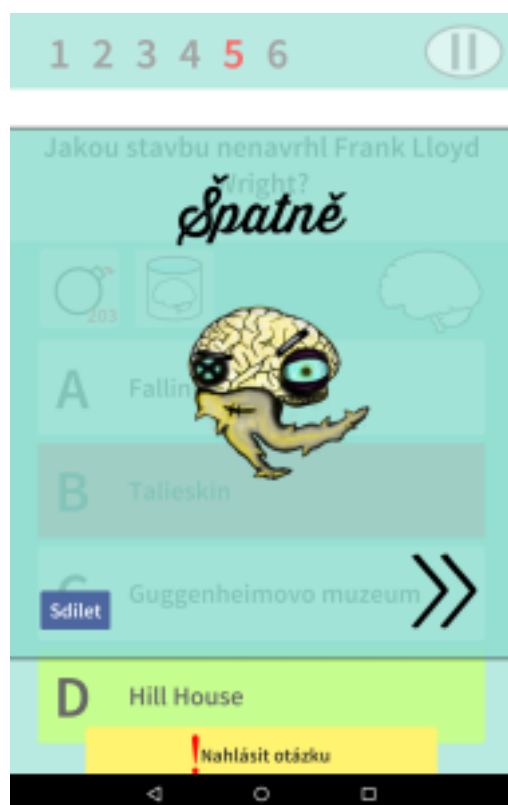 1 2 3 4 5 6
Jakou stavbu nenavrhl Frank Lloyd
Wright?
Špatně
203
A
B Talieskin
Guggenheimovo muzeum
Sdílet
D Hill House
!Nahlásit otázku